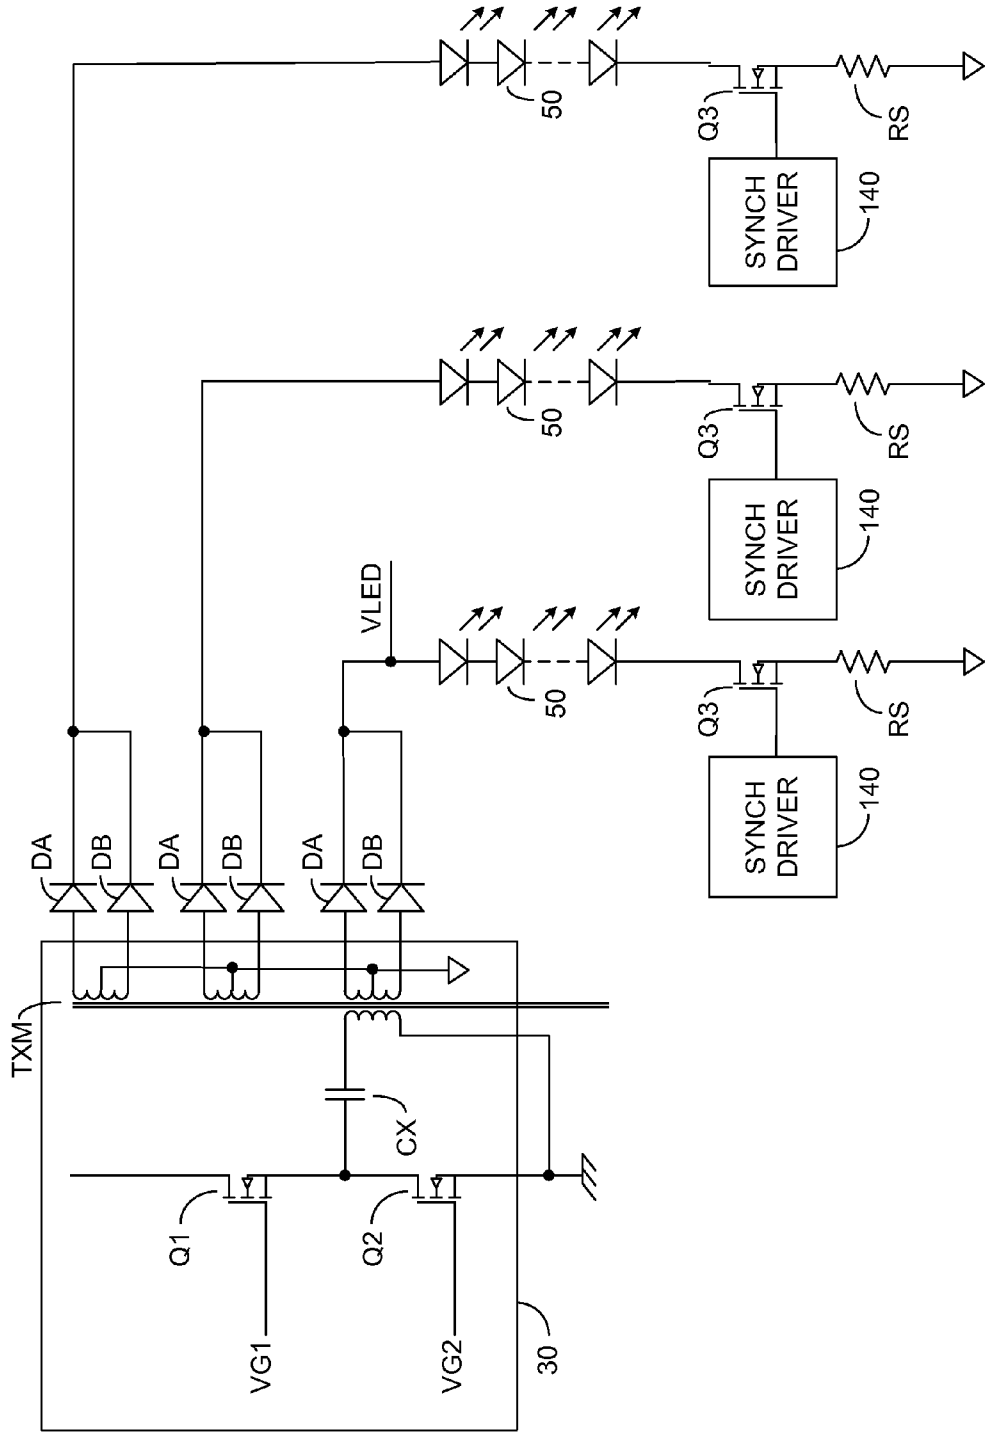 TXM
DA
DB
DA
DB
DA
DB
Q1
Q2
CX
VG1
VG2
30
VLED
50
50
50
Q3
Q3
Q3
RS
RS
RS
SYNCH
DRIVER
140
SYNCH
DRIVER
140
SYNCH
DRIVER
140